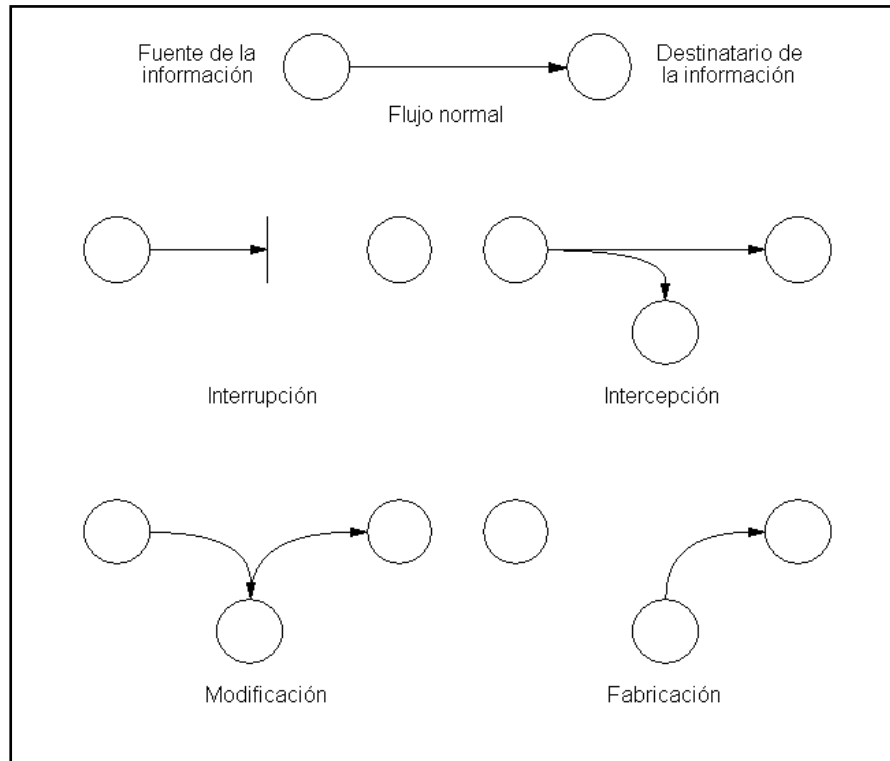 Fuente de la
información
Destinatario de
la información
Flujo normal
Interrupción
Intercepción
Modificación
Fabricación